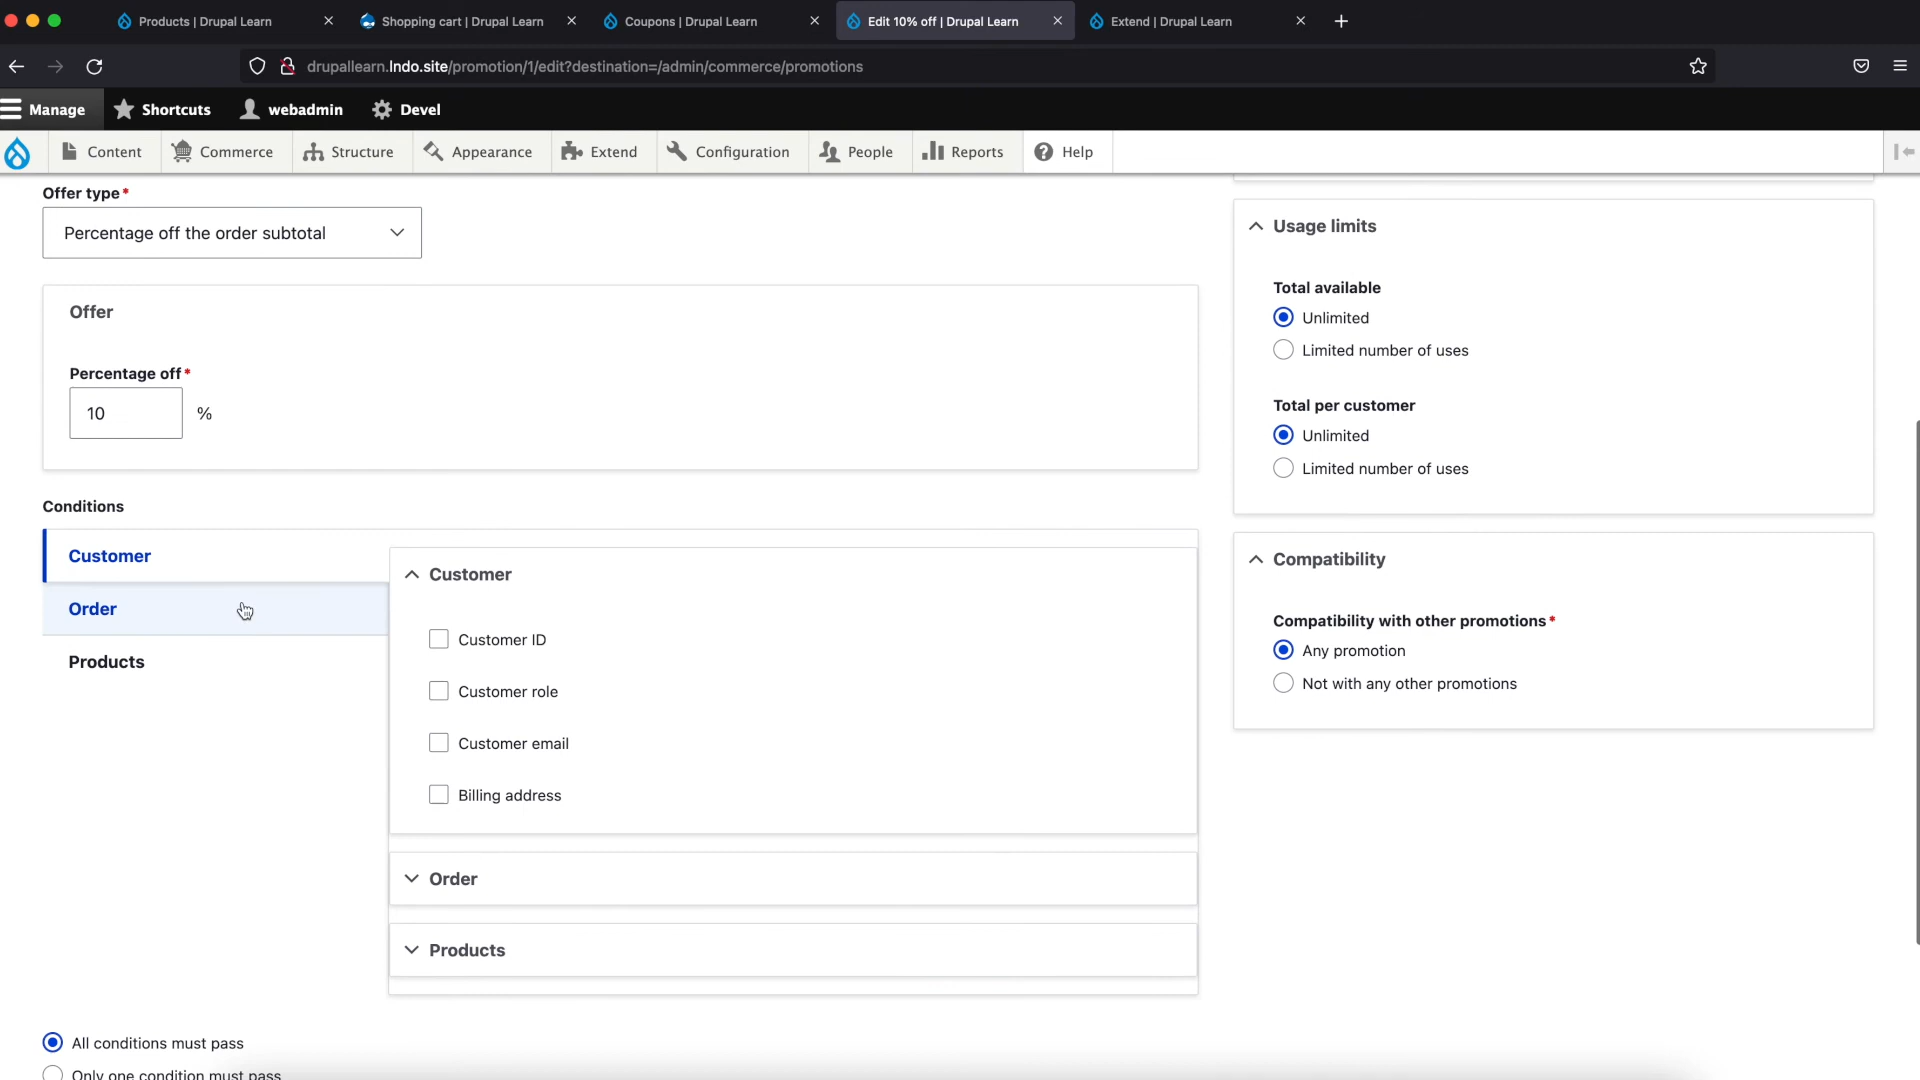 Products | Drupal Learn
Shopping cart | Drupal Learn
Coupons | Drupal Learn
Edit 10% off | Drupal Learn
Extend | Drupal Learn
drupallearn.lndo.site/promotion/1/edit?destination=/admin/commerce/promotions
Manage
Shortcuts
webadmin
Devel
Content
Commerce
Structure
Appearance
Extend
Configuration
People
Reports
Help
Offer type*
Percentage off the order subtotal
Offer
Percentage off*
10 %
Conditions
Customer
Order
Products
Customer
Customer ID
Customer role
Customer email
Billing address
Order
Products
All conditions must pass
Only one condition must pass
Usage limits
Total available
Unlimited
Limited number of uses
Total per customer
Unlimited
Limited number of uses
Compatibility
Compatibility with other promotions*
Any promotion
Not with any other promotions